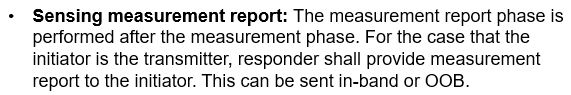 • Sensing measurement report: The measurement report phase is
performed after the measurement phase. For the case that the
initiator is the transmitter, responder shall provide measurement
report to the initiator. This can be sent in-band or OOB.